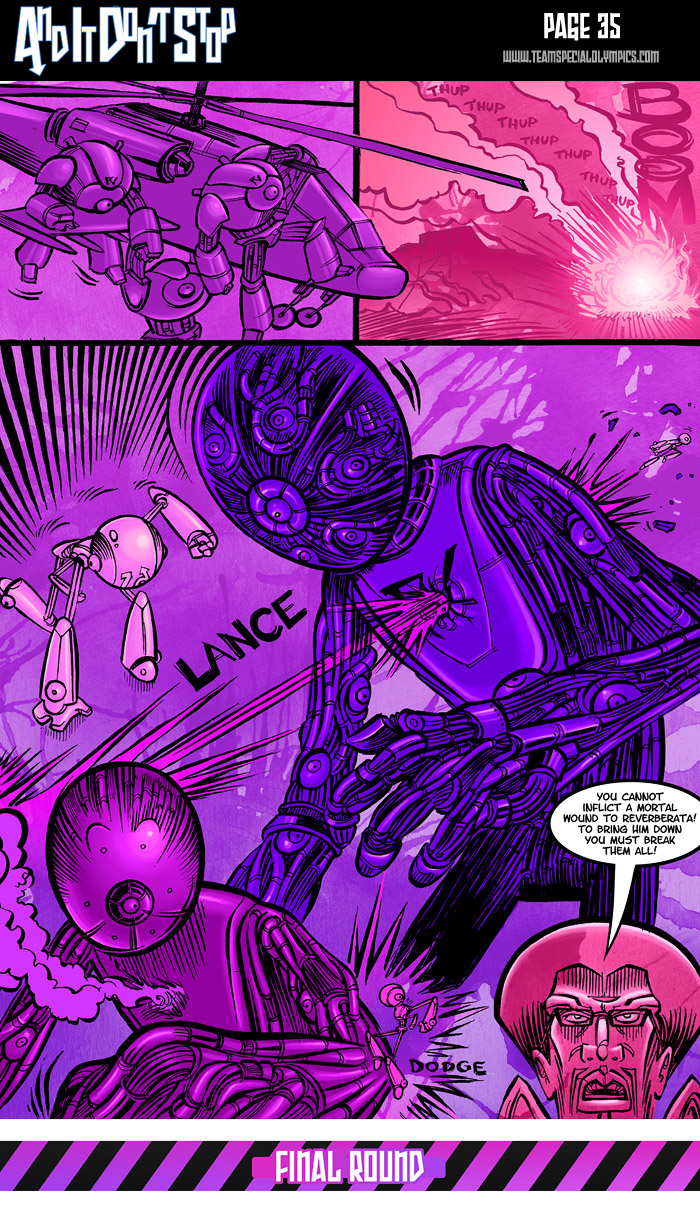 And It Don't Stop
PAGE 35
WWW.TEAMSPECIALOLYMPICS.COM
THUP
THUP
THUP
THUP
THUP
THUP
THUP
BOOM
LANCE
YOU CANNOT
INFLICT A MORTAL
WOUND TO REVERBERATA!
TO BRING HIM DOWN
YOU MUST BREAK
THEM ALL!
DODGE
FINAL ROUND